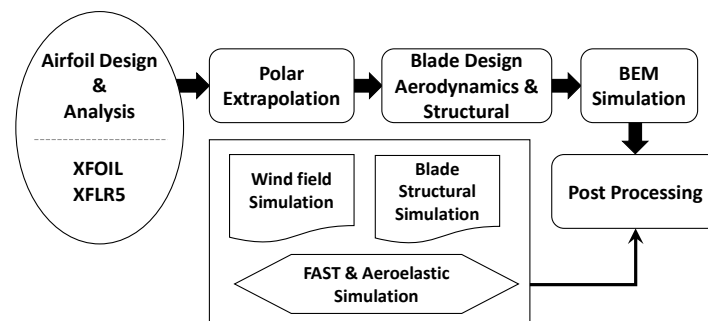 Airfoil Design
&
Analysis
XFOIL
XFLR5
Polar
Extrapolation
Blade Design
Aerodynamics &
Structural
BEM
Simulation
Wind field
Simulation
Blade
Structural
Simulation
Post Processing
FAST & Aeroelastic
Simulation